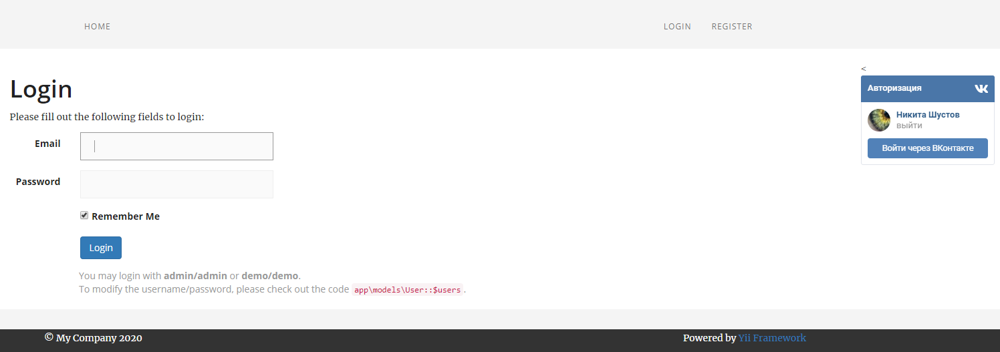 HOME
LOGIN
REGISTER
<
Login
Авторизация
Please fill out the following fields to login:
Никита Шустов
выйти
Email
Войти через ВКонтакте
Password
Remember Me
Login
You may login with admin/admin or demo/demo.
To modify the username/password, please check out the code app\models\User::$users.
© My Company 2020
Powered by Yii Framework